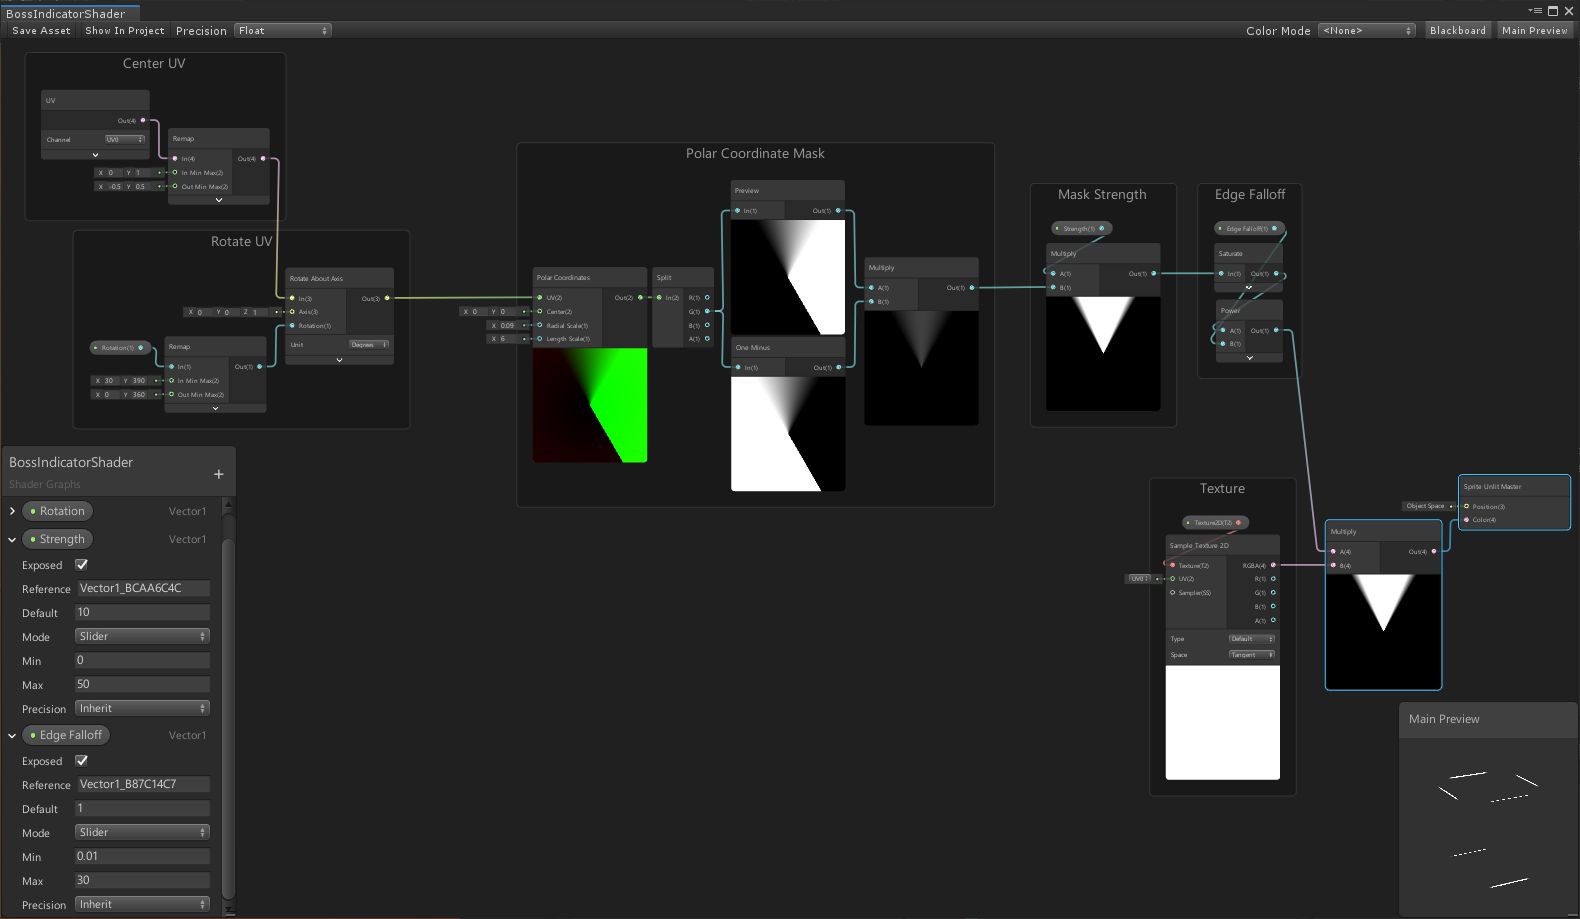 BossIndicatorShader
Save Asset Show In Project Precision Float Color Mode <None> Blackboard Main Preview
Center UV
UV
Out(4)
Channel UV0
Remap
In(4) Out(4)
X 0 Y 1 In Min Max(2)
X -0.5 Y 0.5 Out Min Max(2)
Rotate UV
Rotate About Axis
In(3) Out(3)
X 0 Y 0 Z 1 Axis(3)
Rotation(1)
Unit Degrees
Rotation(1)
Remap
In(1) Out(1)
X 30 Y 390 In Min Max(2)
X 0 Y 360 Out Min Max(2)
Polar Coordinate Mask
Polar Coordinates
UV(2) Out(2)
X 0 Y 0 Center(2)
X 0.09 Radial Scale(1)
X 6 Length Scale(1)
Split
In(2) R(1)
G(1)
B(1)
A(1)
Preview
In(1) Out(1)
One Minus
In(1) Out(1)
Multiply
A(1) Out(1)
B(1)
Mask Strength
Strength(1)
Multiply
A(1) Out(1)
B(1)
Edge Falloff
Edge Falloff(1)
Saturate
In(1) Out(1)
Power
A(1) Out(1)
B(1)
Texture
Texture2D(T2)
Sample Texture 2D
Texture(T2) RGBA(4)
UV0 UV(2) R(1)
Sampler(SS) G(1)
B(1)
A(1)
Type Default
Space Tangent
Multiply
A(4) Out(4)
B(4)
Sprite Unlit Master
Object Space Position(3)
Color(4)
BossIndicatorShader
Shader Graphs
Rotation Vector1
Strength Vector1
Exposed
Reference Vector1_BCAA6C4C
Default 10
Mode Slider
Min 0
Max 50
Precision Inherit
Edge Falloff Vector1
Exposed
Reference Vector1_B87C14C7
Default 1
Mode Slider
Min 0.01
Max 30
Precision Inherit
Main Preview